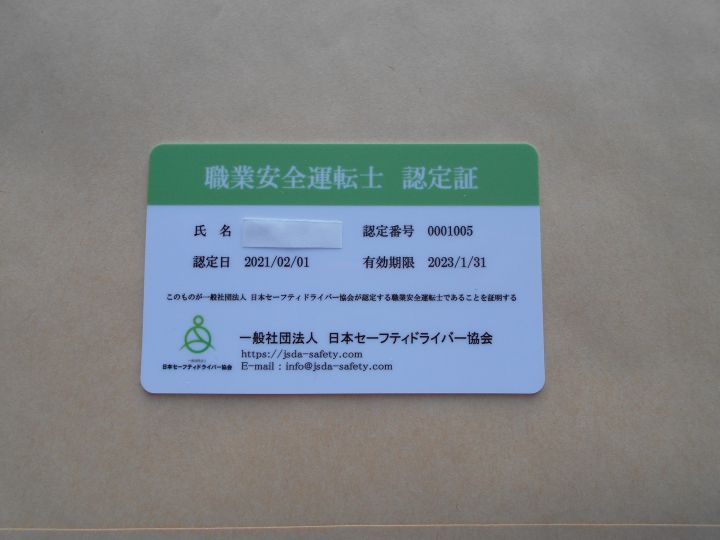 職業安全運転士 認定証
氏 名 認定番号 0001005
認定日 2021/02/01 有効期限 2023/1/31
このものが一般社団法人 日本セーフティドライバー協会が認定する職業安全運転士であることを証明する
一般社団法人 日本セーフティドライバー協会
https://jsda-safety.com
E-mail : info@jsda-safety.com
一般社団法人
日本セーフティドライバー協会